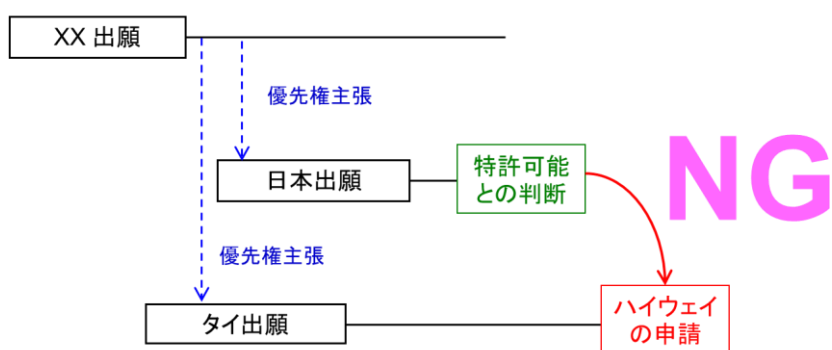 XX 出願
優先権主張
日本出願
特許可能
との判断
NG
優先権主張
タイ出願
ハイウェイ
の申請